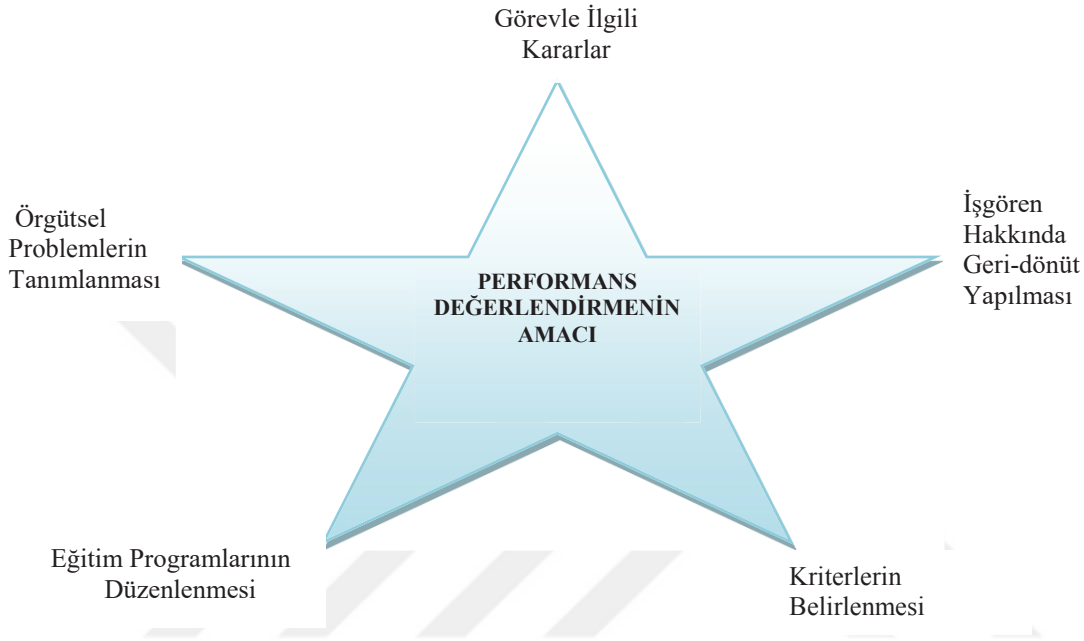 Görevle İlgili
Kararlar
Örgütsel
Problemlerin
Tanımlanması
İşgören
Hakkında
Geri-dönüt
Yapılması
PERFORMANS
DEĞERLENDİRMENİN
AMACI
Eğitim Programlarının
Düzenlenmesi
Kriterlerin
Belirlenmesi